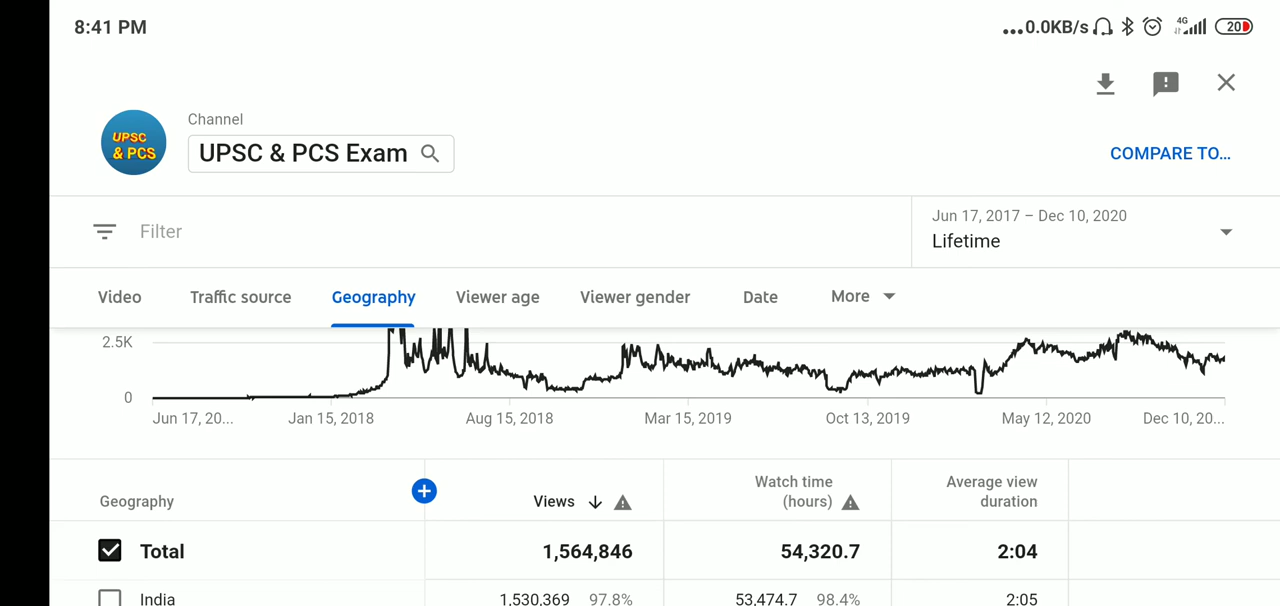 8:41 PM
...0.0KB/s 4G 20
Channel
UPSC
& PCS
UPSC & PCS Exam
COMPARE TO...
Filter
Jun 17, 2017 – Dec 10, 2020
Lifetime
Video Traffic source Geography Viewer age Viewer gender Date More
2.5K
0
Jun 17, 20... Jan 15, 2018 Aug 15, 2018 Mar 15, 2019 Oct 13, 2019 May 12, 2020 Dec 10, 20...
Geography Views Watch time (hours) Average view duration
Total 1,564,846 54,320.7 2:04
India 1,530,369 97.8% 53,474.7 98.4% 2:05